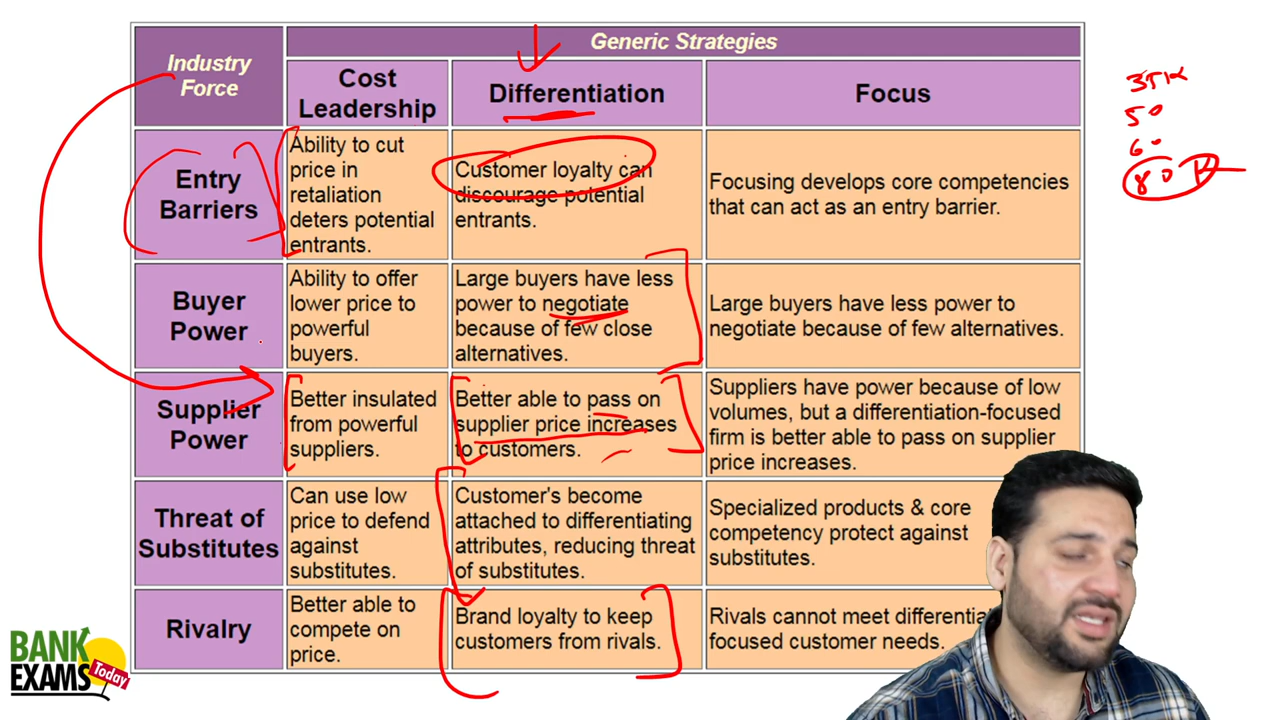 Industry
Force
Generic Strategies
Cost
Leadership
Differentiation
Focus
Entry
Barriers
Ability to cut
price in
retaliation
deters potential
entrants.
Customer loyalty can
discourage potential
entrants.
Focusing develops core competencies
that can act as an entry barrier.
Buyer
Power
Ability to offer
lower price to
powerful
buyers.
Large buyers have less
power to negotiate
because of few close
alternatives.
Large buyers have less power to
negotiate because of few alternatives.
Supplier
Power
Better insulated
from powerful
suppliers.
Better able to pass on
supplier price increases
to customers.
Suppliers have power because of low
volumes, but a differentiation-focused
firm is better able to pass on supplier
price increases.
Threat of
Substitutes
Can use low
price to defend
against
substitutes.
Customer's become
attached to differentiating
attributes, reducing threat
of substitutes.
Specialized products & core
competency protect against
substitutes.
Rivalry
Better able to
compete on
price.
Brand loyalty to keep
customers from rivals.
Rivals cannot meet
focused customer needs.
35K
50
60
80 K
BANK
EXAMS
Today